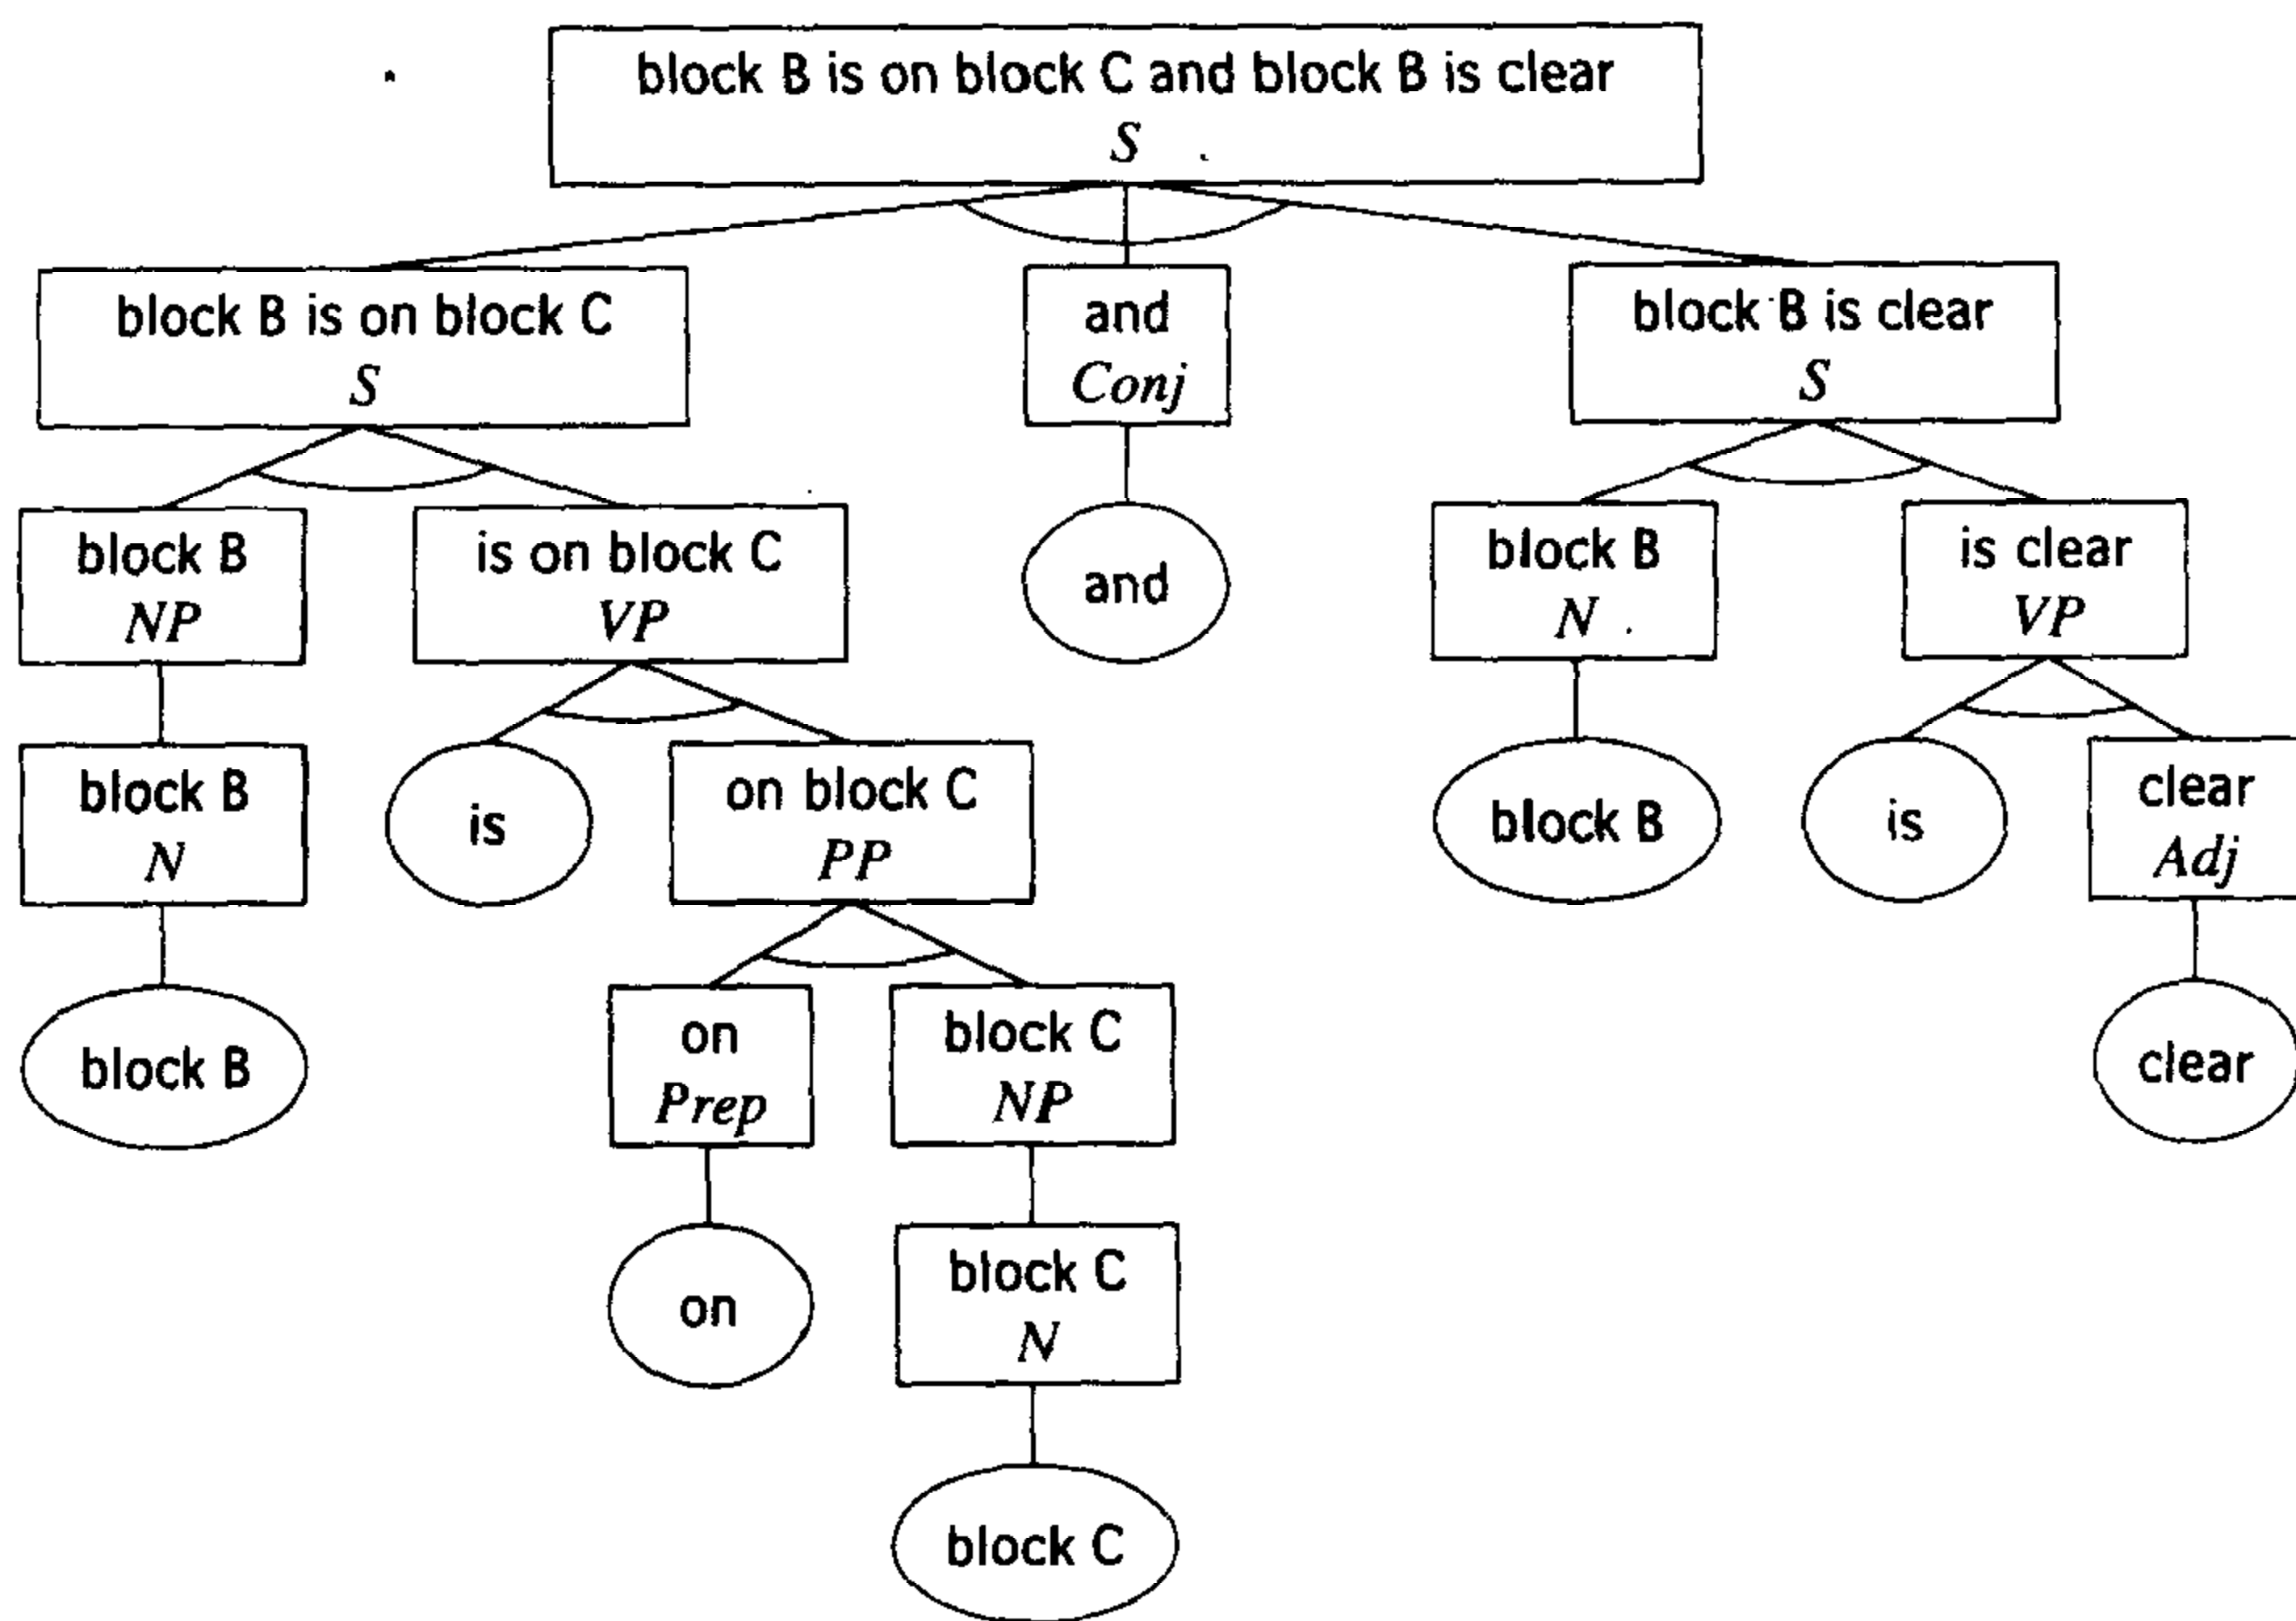 block B is on block C and block B is clear
S
block B is on block C
S
and
Conj
block B is clear
S
block B
NP
is on block C
VP
and
block B
N
is clear
VP
block B
N
is
on block C
PP
block B
is
clear
Adj
block B
on
Prep
block C
NP
clear
on
block C
N
block C